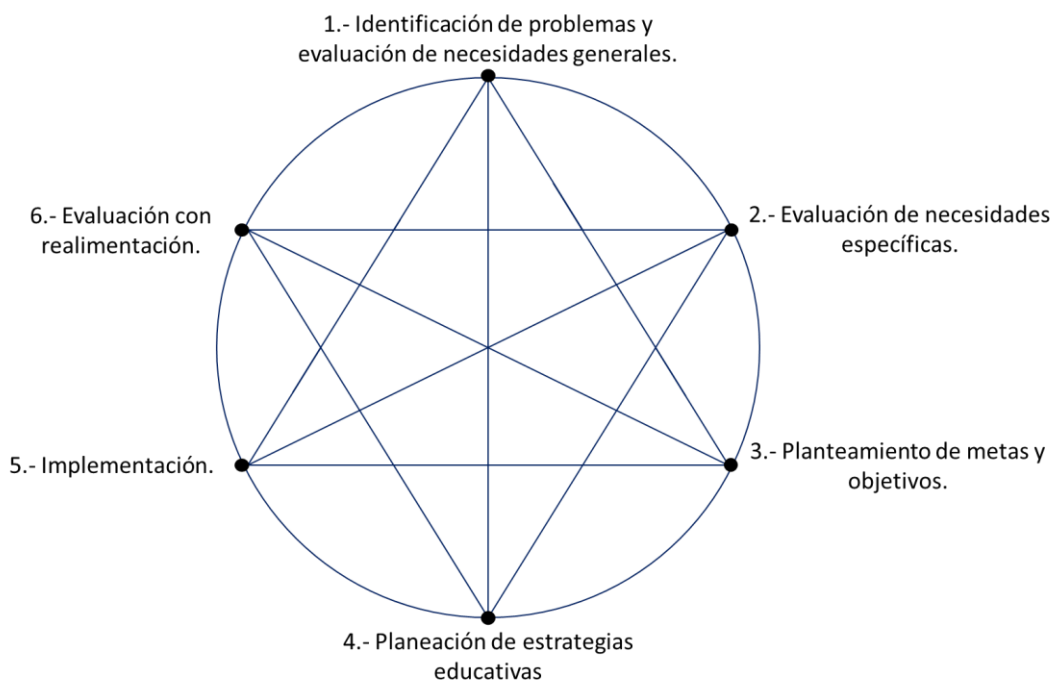 1.- Identificación de problemas y
evaluación de necesidades generales.
2.- Evaluación de necesidades
específicas.
3.- Planteamiento de metas y
objetivos.
4.- Planeación de estrategias
educativas
5.- Implementación.
6.- Evaluación con
realimentación.